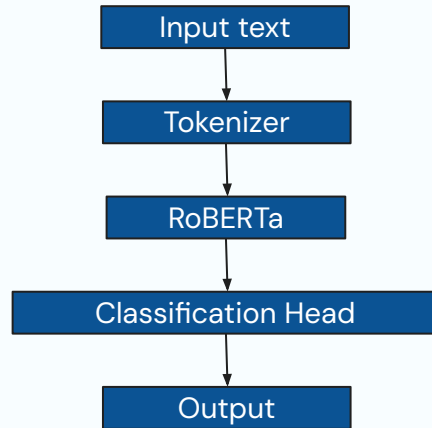 Input text
Tokenizer
RoBERTa
Classification Head
Output